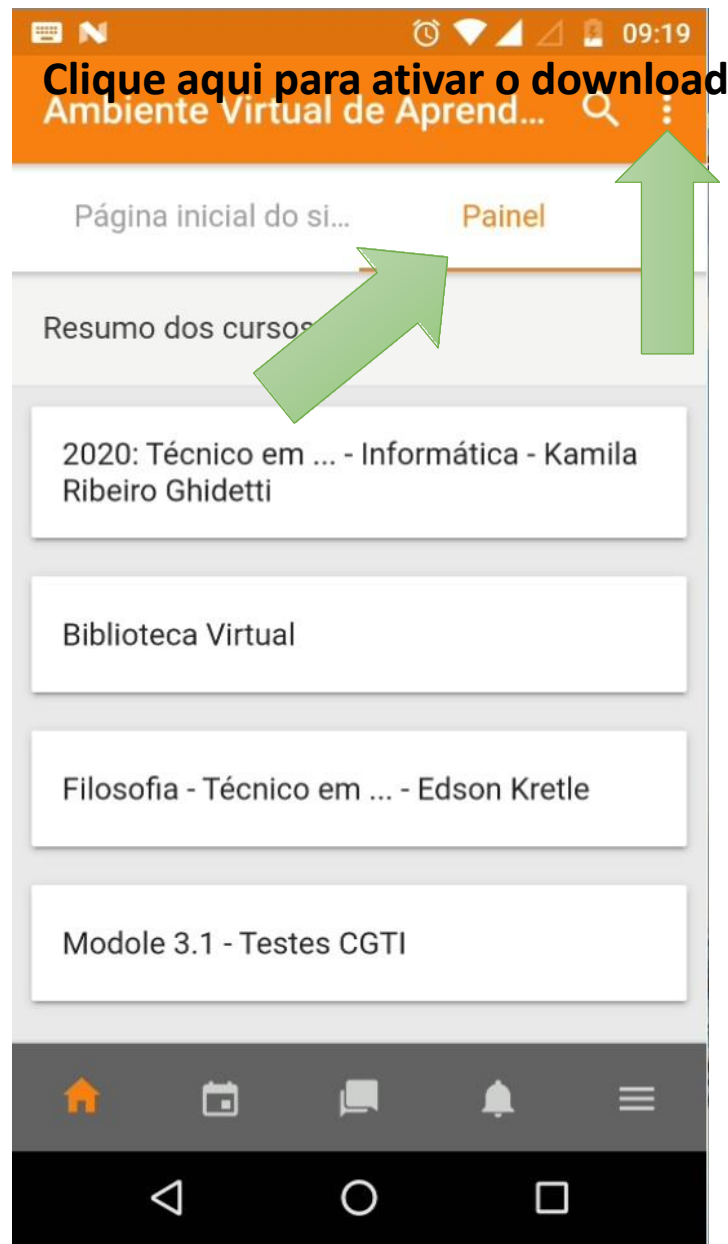 09:19
Clique aqui para ativar o download
Ambiente Virtual de Aprend...
Página inicial do si...
Painel
Resumo dos cursos
2020: Técnico em ... - Informática - Kamila
Ribeiro Ghidetti
Biblioteca Virtual
Filosofia - Técnico em ... - Edson Kretle
Modole 3.1 - Testes CGTI